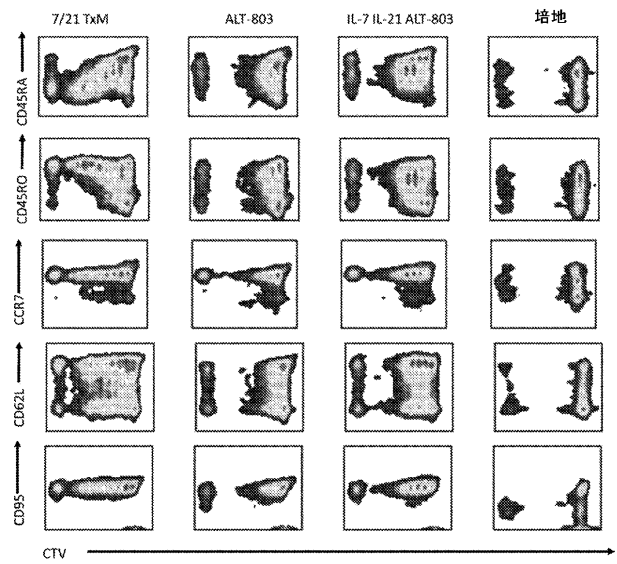 7/21 TxM
ALT-803
IL-7 IL-21 ALT-803
培地
CD45RA
CD45RO
CCR7
CD62L
CD95
CTV